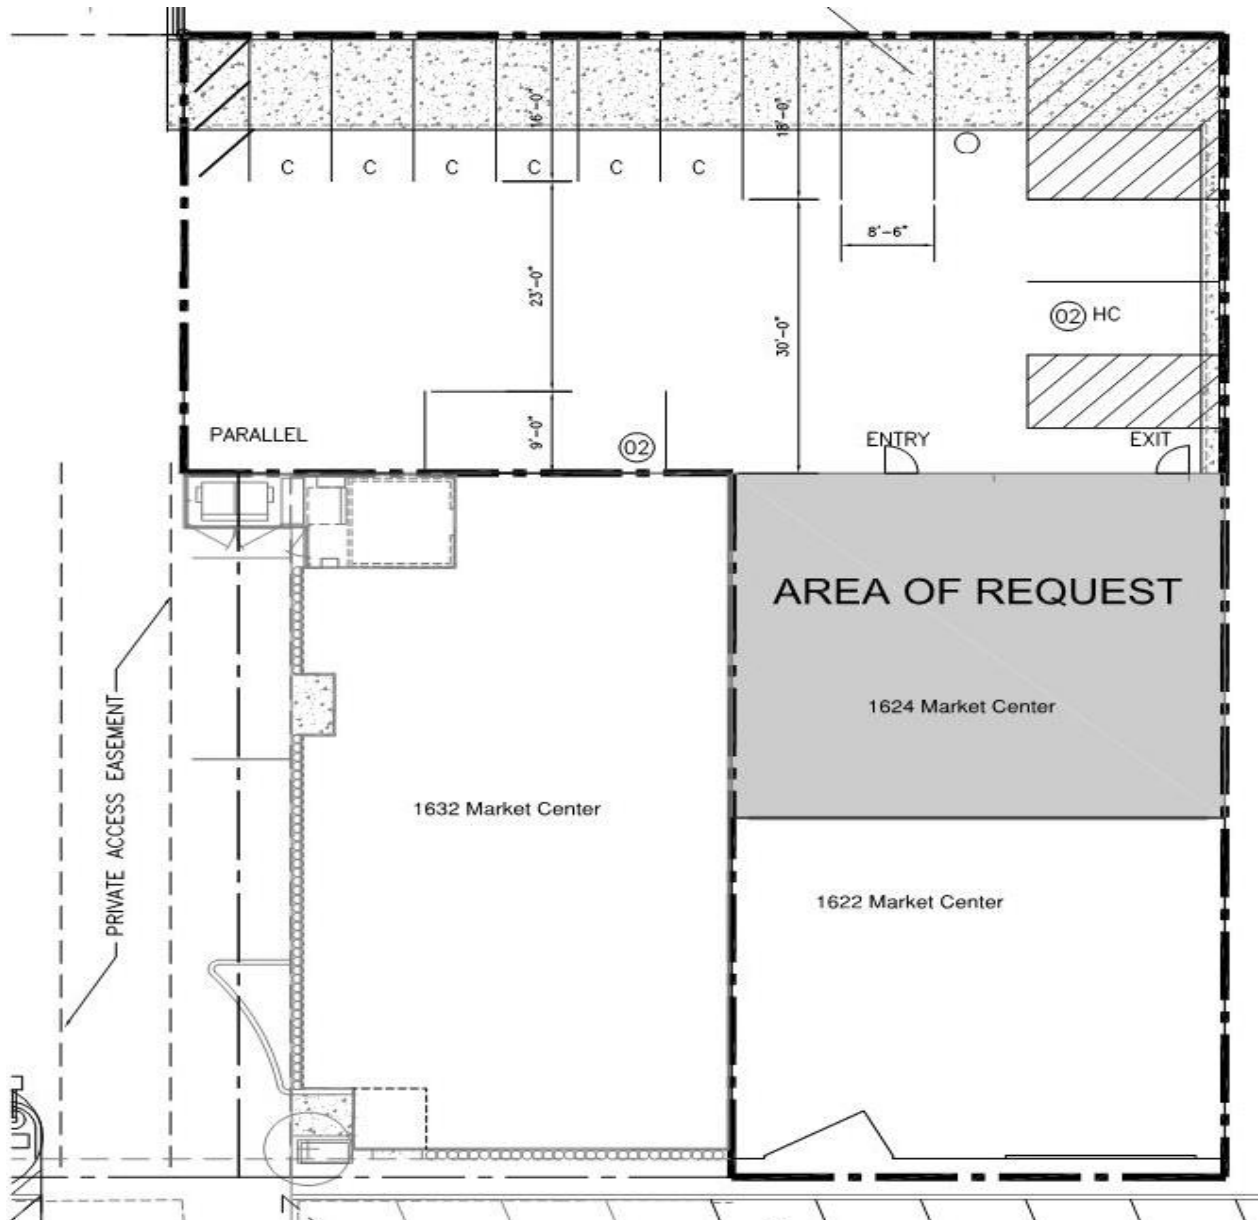 16'-0"
18'-0"
C
C
C
C
C
C
8'-6"
23'-0"
30'-0"
02 HC
PARALLEL
9'-0"
02
ENTRY
EXIT
AREA OF REQUEST
1624 Market Center
PRIVATE ACCESS EASEMENT
1632 Market Center
1622 Market Center